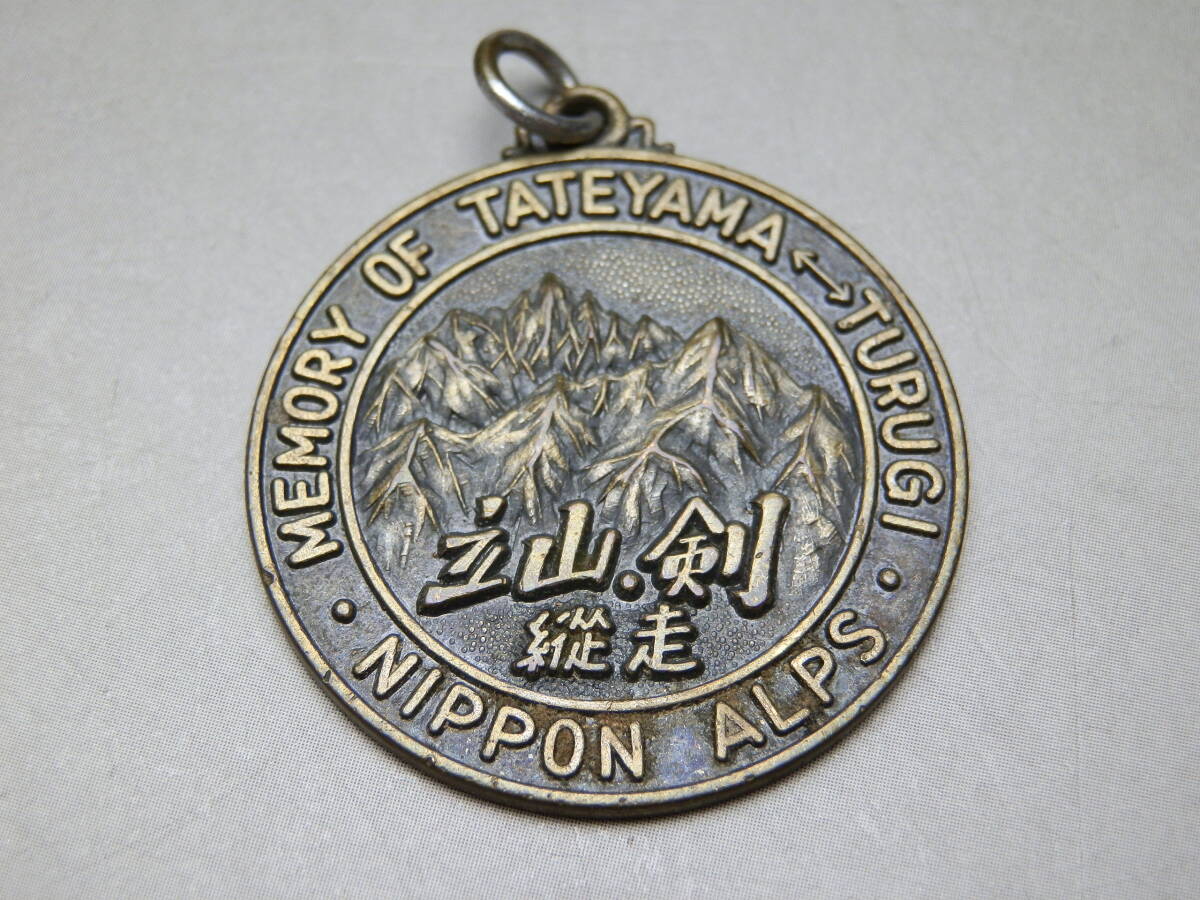 MEMORY OF TATEYAMA↔TURUGI
立山・剣
縦走
NIPPON ALPS